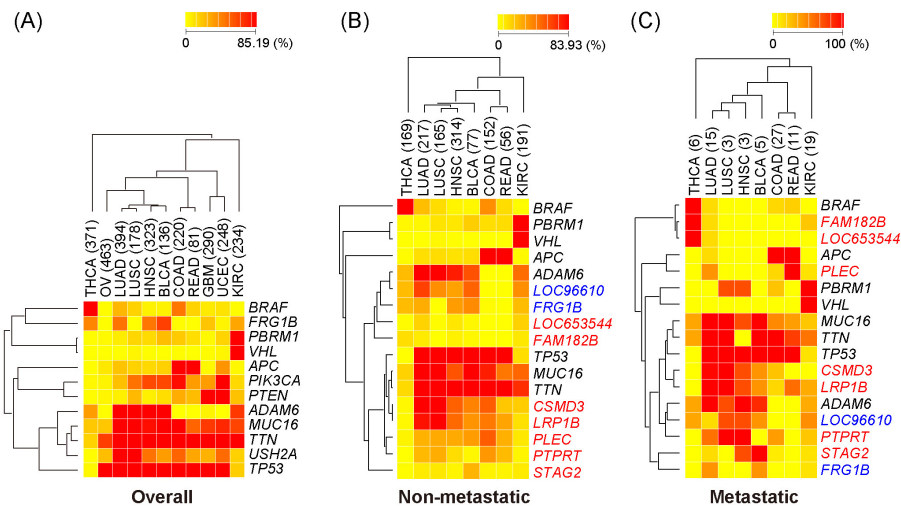 (A)
0
85.19 (%)
THCA (371)
OV (463)
LUAD (394)
LUSC (178)
HNSC (323)
BLCA (136)
COAD (220)
READ (81)
GBM (290)
UCEC (248)
KIRC (234)
BRAF
FRG1B
PBRM1
VHL
APC
PIK3CA
PTEN
ADAM6
MUC16
TTN
USH2A
TP53
Overall
(B)
0
83.93 (%)
THCA (169)
LUAD (217)
LUSC (165)
HNSC (314)
BLCA (77)
COAD (152)
READ (56)
KIRC (191)
BRAF
PBRM1
VHL
APC
ADAM6
LOC96610
FRG1B
LOC653544
FAM182B
TP53
MUC16
TTN
CSMD3
LRP1B
PLEC
PTPRT
STAG2
Non-metastatic
(C)
0
100 (%)
THCA (6)
LUAD (15)
LUSC (3)
HNSC (3)
BLCA (5)
COAD (27)
READ (11)
KIRC (19)
BRAF
FAM182B
LOC653544
APC
PLEC
PBRM1
VHL
MUC16
TTN
TP53
CSMD3
LRP1B
ADAM6
LOC96610
PTPRT
STAG2
FRG1B
Metastatic